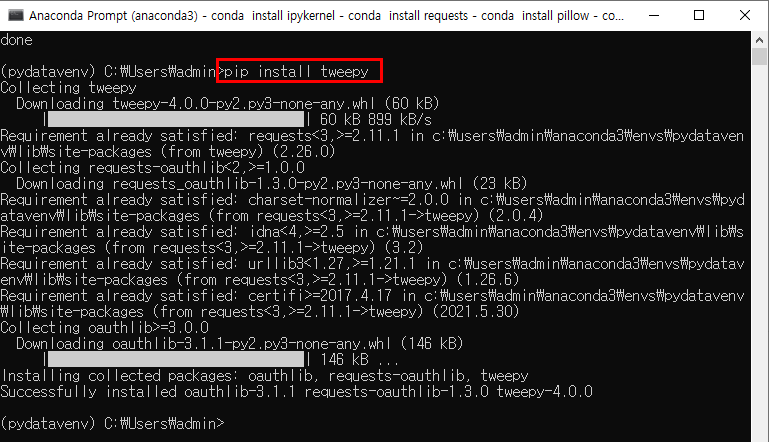 Anaconda Prompt (anaconda3) - conda install ipykernel - conda install requests - conda install pillow - co...
done
(pydatavenv) C:₩Users₩admin>pip install tweepy
Collecting tweepy
  Downloading tweepy-4.0.0-py2.py3-none-any.whl (60 kB)
     |                                | 60 kB 899 kB/s
Requirement already satisfied: requests<3,>=2.11.1 in c:₩users₩admin₩anaconda3₩envs₩pydataven
v₩lib₩site-packages (from tweepy) (2.26.0)
Collecting requests-oauthlib<2,>=1.0.0
  Downloading requests_oauthlib-1.3.0-py2.py3-none-any.whl (23 kB)
Requirement already satisfied: charset-normalizer~=2.0.0 in c:₩users₩admin₩anaconda3₩envs₩pyd
atavenv₩lib₩site-packages (from requests<3,>=2.11.1->tweepy) (2.0.4)
Requirement already satisfied: idna<4,>=2.5 in c:₩users₩admin₩anaconda3₩envs₩pydatavenv₩lib₩s
ite-packages (from requests<3,>=2.11.1->tweepy) (3.2)
Requirement already satisfied: urllib3<1.27,>=1.21.1 in c:₩users₩admin₩anaconda3₩envs₩pydatav
env₩lib₩site-packages (from requests<3,>=2.11.1->tweepy) (1.26.6)
Requirement already satisfied: certifi>=2017.4.17 in c:₩users₩admin₩anaconda3₩envs₩pydatavenv
₩lib₩site-packages (from requests<3,>=2.11.1->tweepy) (2021.5.30)
Collecting oauthlib>=3.0.0
  Downloading oauthlib-3.1.1-py2.py3-none-any.whl (146 kB)
     |                                | 146 kB ...
Installing collected packages: oauthlib, requests-oauthlib, tweepy
Successfully installed oauthlib-3.1.1 requests-oauthlib-1.3.0 tweepy-4.0.0
(pydatavenv) C:₩Users₩admin>